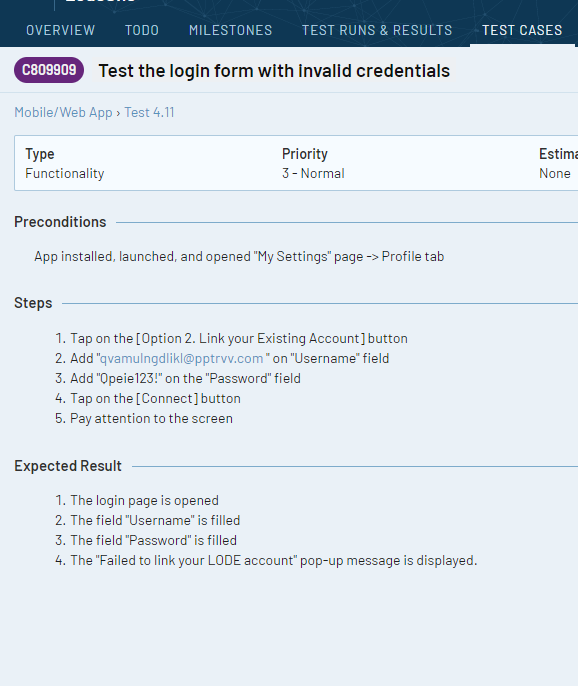 OVERVIEW TODO MILESTONES TEST RUNS & RESULTS TEST CASES
C809909 Test the login form with invalid credentials
Mobile/Web App › Test 4.11
Type Priority
Functionality 3 - Normal None
Preconditions
App installed, launched, and opened "My Settings" page -> Profile tab
Steps
1. Tap on the [Option 2. Link your Existing Account] button
2. Add "qvamulngdlikl@pptrvv.com " on "Username" field
3. Add "Opeie123!" on the "Password" field
4. Tap on the [Connect] button
5. Pay attention to the screen
Expected Result
1. The login page is opened
2. The field "Username" is filled
3. The field "Password" is filled
4. The "Failed to link your LODE account" pop-up message is displayed.